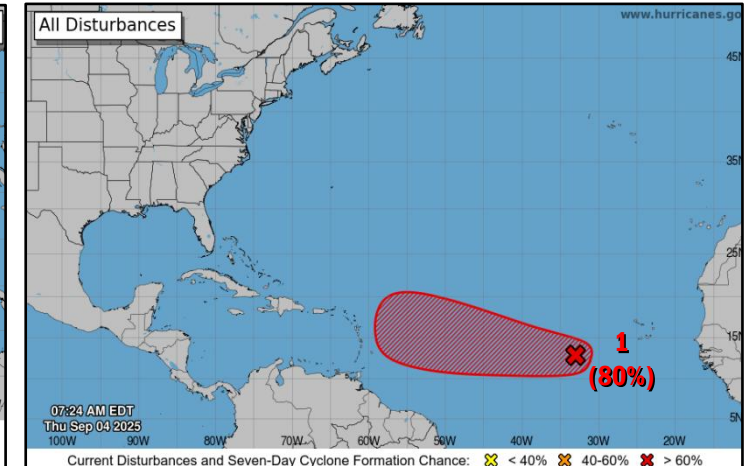 All Disturbances
www.hurricanes.go
45N
35N
25N
15N
5N
1
(80%)
07:24 AM EDT
Thu Sep 04 2025
100W 90W 80W 70W 60W 50W 40W 30W 20W
Current Disturbances and Seven-Day Cyclone Formation Chance: < 40% 40-60% > 60%